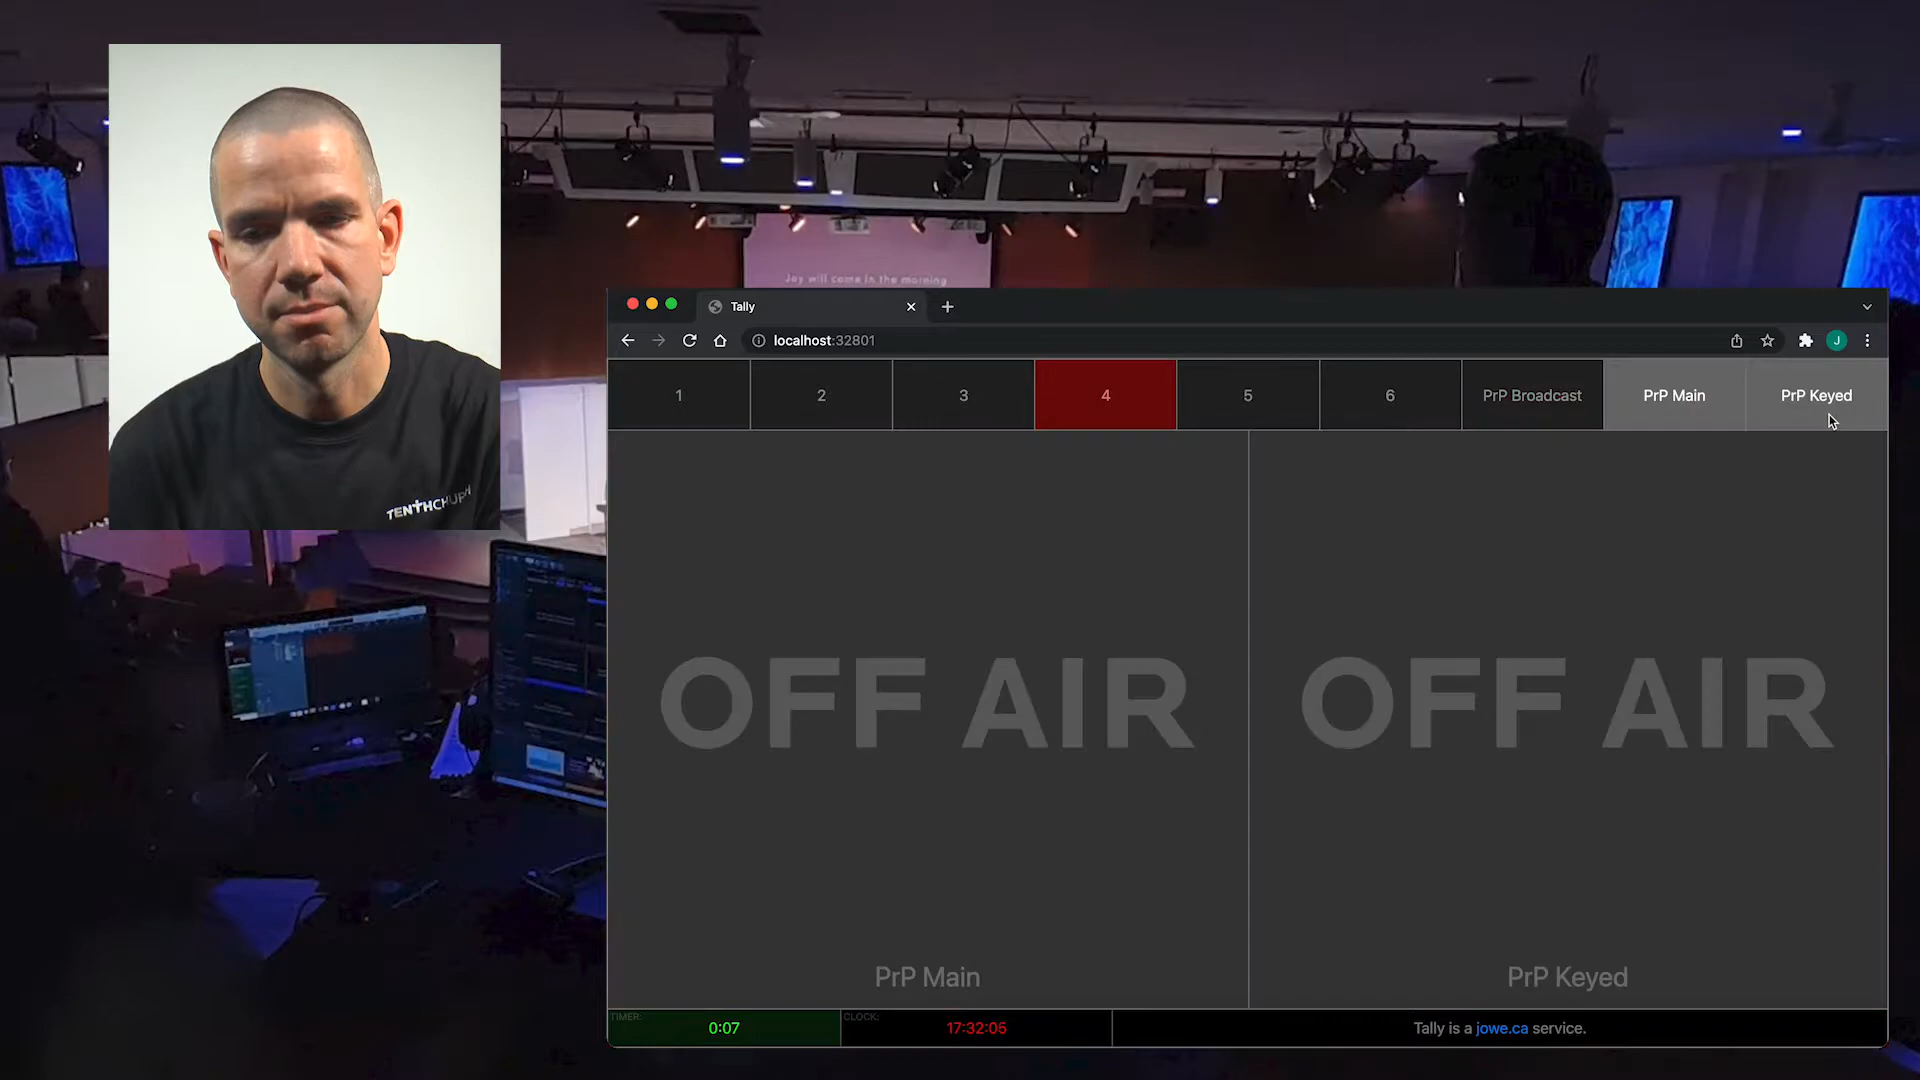 Joy will come in the morning
TENTHCHURCH
Tally
localhost:32801
J
1
2
3
4
5
6
PrP Broadcast
PrP Main
PrP Keyed
OFF AIR
OFF AIR
PrP Main
PrP Keyed
TIMER:
0:07
CLOCK:
17:32:05
Tally is a jowe.ca service.